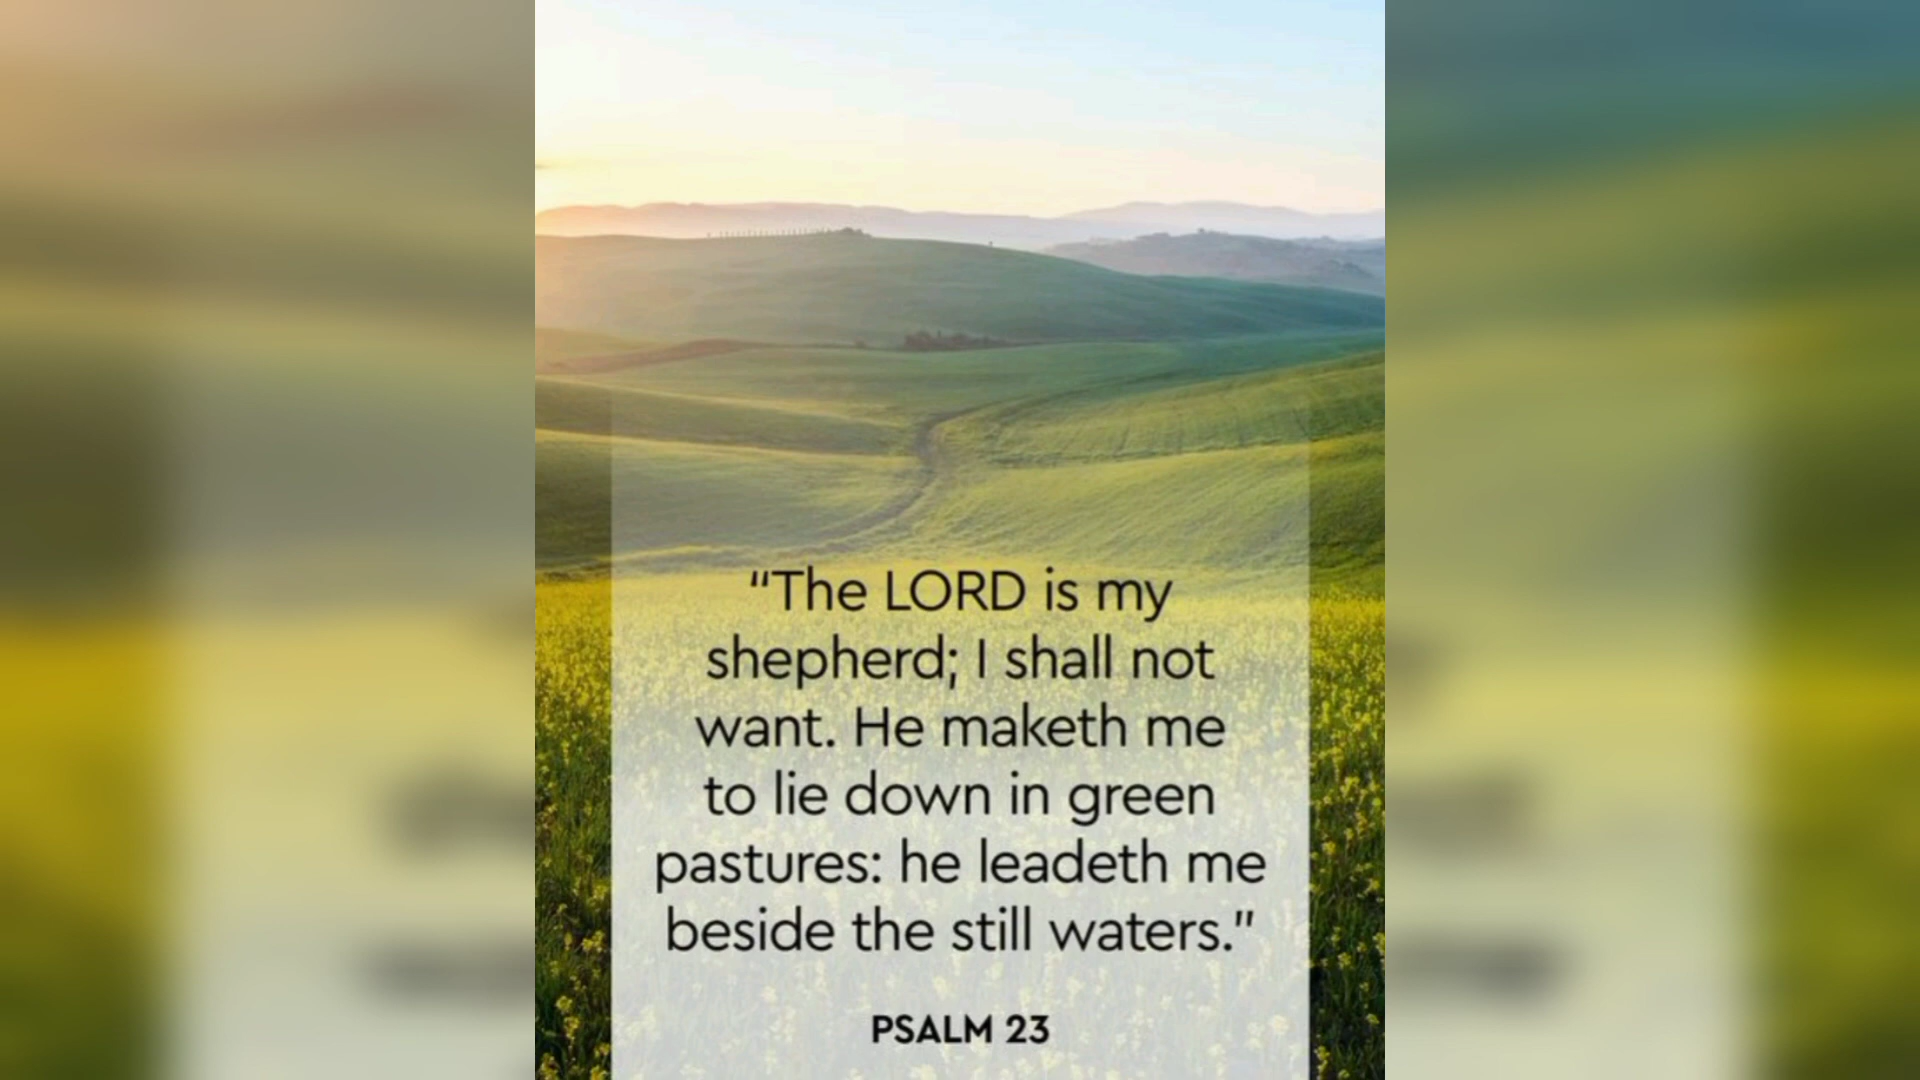 “The LORD is my
shepherd; I shall not
want. He maketh me
to lie down in green
pastures: he leadeth me
beside the still waters.”
PSALM 23